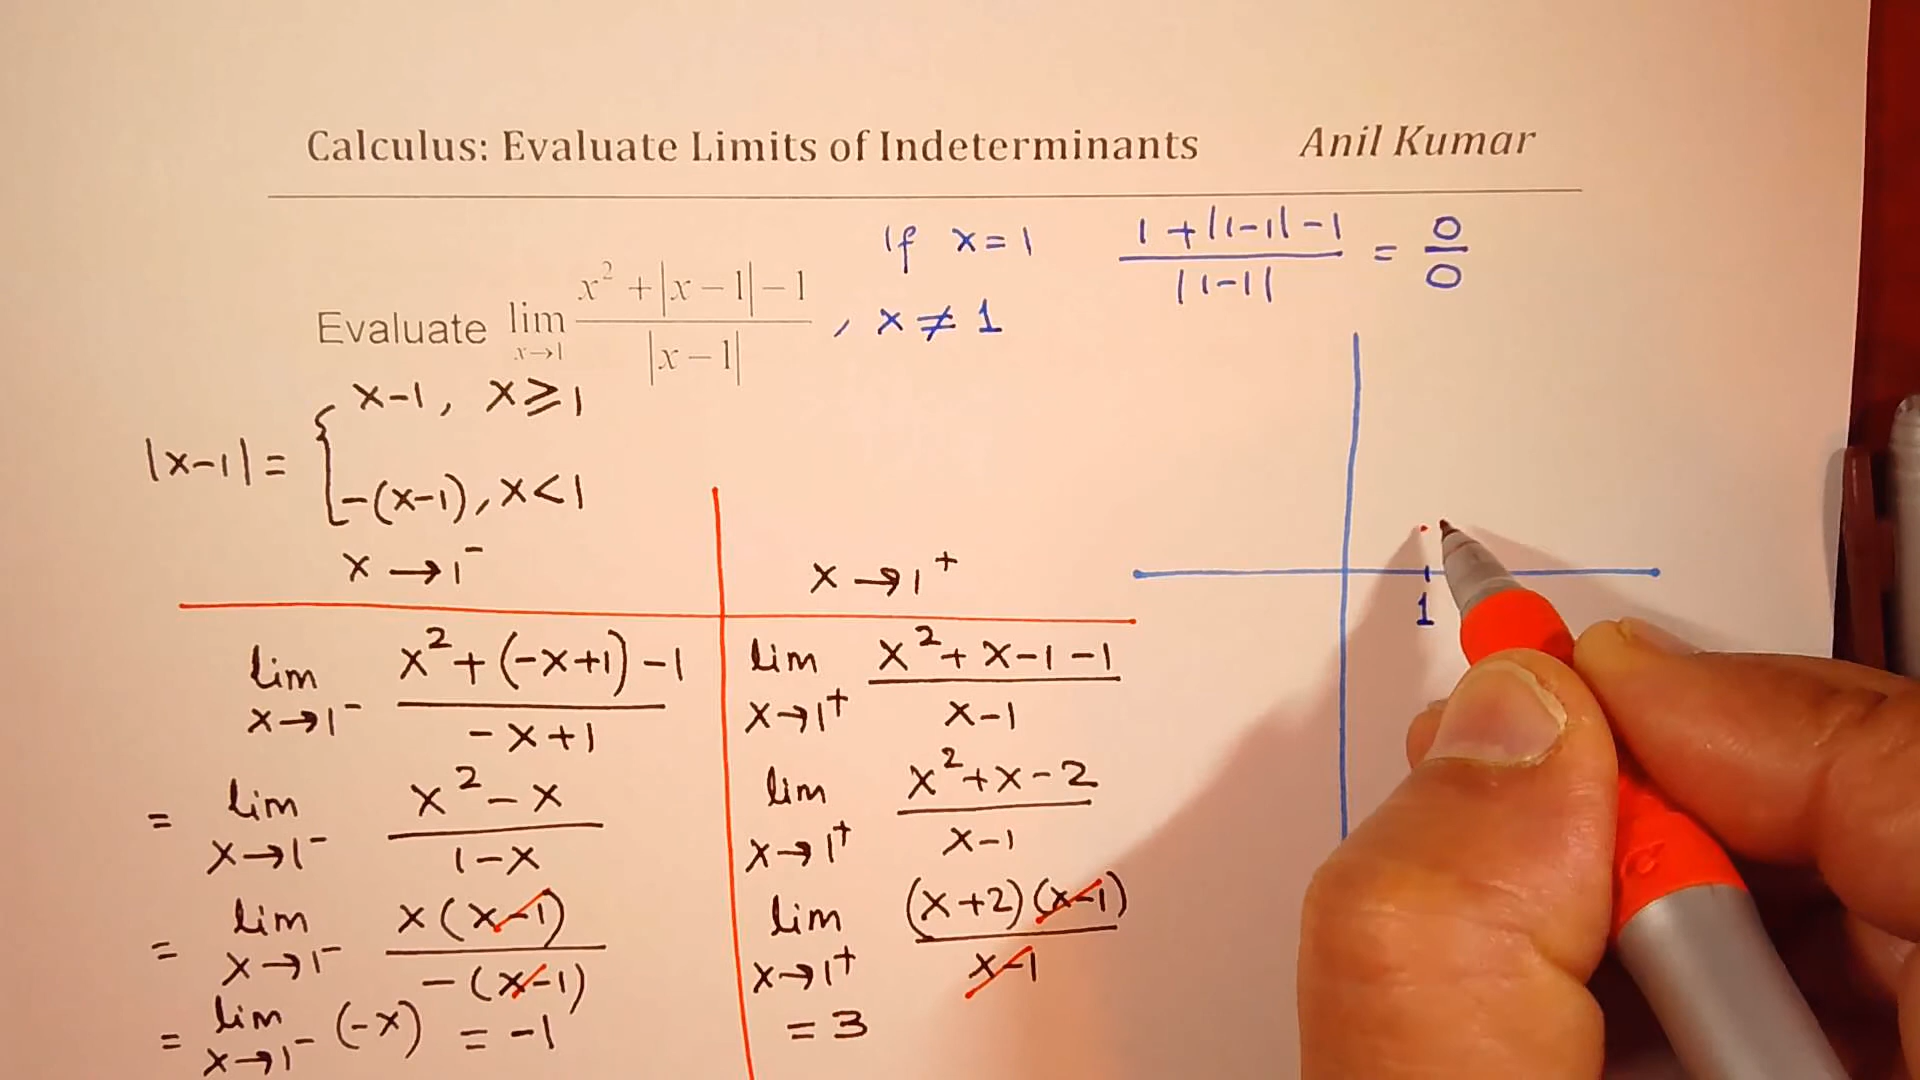 Calculus: Evaluate Limits of Indeterminants Anil Kumar
Evaluate lim x→1 (x² + |x − 1| − 1) / |x − 1| , x ≠ 1
If x = 1 (1 + |1 − 1| − 1) / |1 − 1| = 0/0
|x − 1| = { x − 1, x ≥ 1
−(x − 1), x < 1
x → 1⁻
lim x→1⁻ (x² + (−x + 1) − 1) / (−x + 1)
= lim x→1⁻ (x² − x) / (1 − x)
= lim x→1⁻ x(x − 1) / −(x − 1)
= lim x→1⁻ (−x) = −1
x → 1⁺
lim x→1⁺ (x² + x − 1 − 1) / (x − 1)
lim x→1⁺ (x² + x − 2) / (x − 1)
lim x→1⁺ (x + 2)(x − 1) / (x − 1)
= 3
1